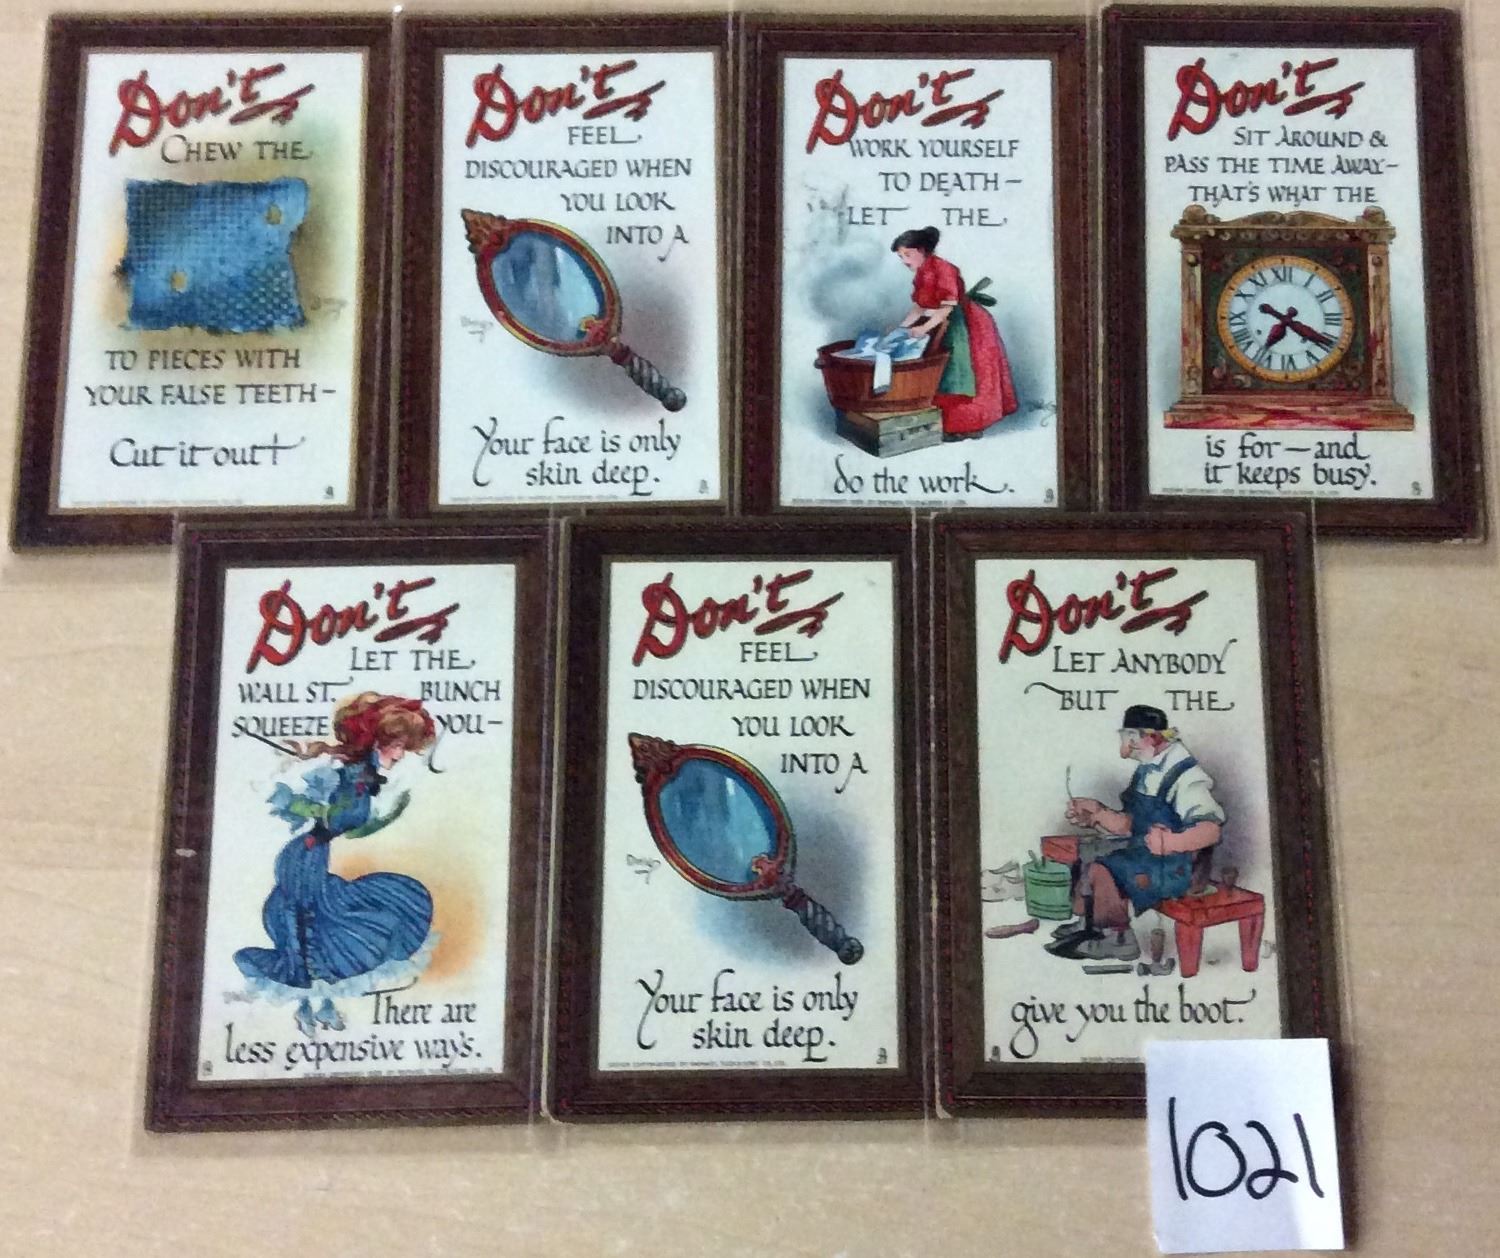 Don't
CHEW THE
TO PIECES WITH
YOUR FALSE TEETH-
Cut it out
Don't
FEEL
DISCOURAGED WHEN
YOU LOOK
INTO A
Your face is only
skin deep.
Don't
WORK YOURSELF
TO DEATH-
LET THE
do the work.
Don't
SIT AROUND &
PASS THE TIME AWAY-
THAT'S WHAT THE
is for-and
it keeps busy.
Don't
LET THE
WALL ST. BUNCH
SQUEEZE YOU-
There are
less expensive ways.
Don't
FEEL
DISCOURAGED WHEN
YOU LOOK
INTO A
Your face is only
skin deep.
Don't
LET ANYBODY
BUT THE
give you the boot.
1021